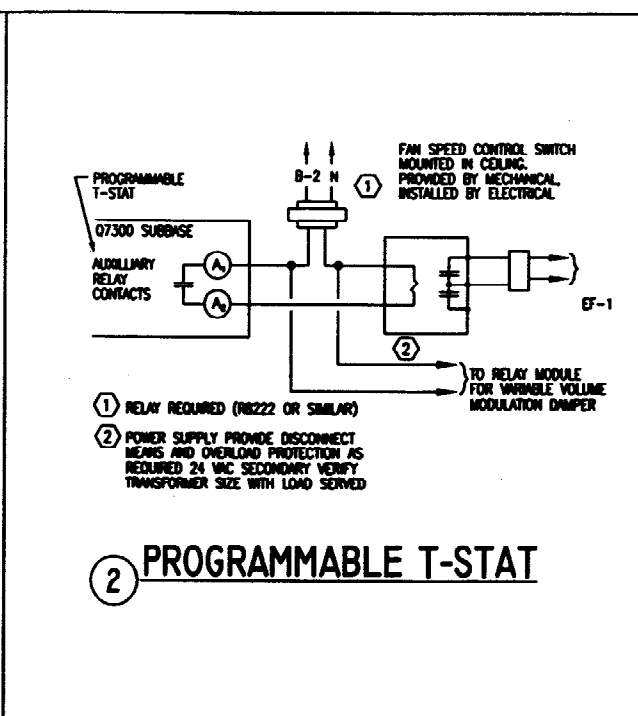 B-2 N
1
FAN SPEED CONTROL SWITCH
MOUNTED IN CEILING.
PROVIDED BY MECHANICAL,
INSTALLED BY ELECTRICAL
PROGRAMMABLE
T-STAT
Q7300 SUBBASE
AUXILLIARY
RELAY
CONTACTS
A
A
EF-1
2
TO RELAY MODULE
FOR VARIABLE VOLUME
MODULATION DAMPER
1 RELAY REQUIRED (R8222 OR SIMILAR)
2 POWER SUPPLY PROVIDE DISCONNECT
MEANS AND OVERLOAD PROTECTION AS
REQUIRED 24 VAC SECONDARY VERIFY
TRANSFORMER SIZE WITH LOAD SERVED
2 PROGRAMMABLE T-STAT